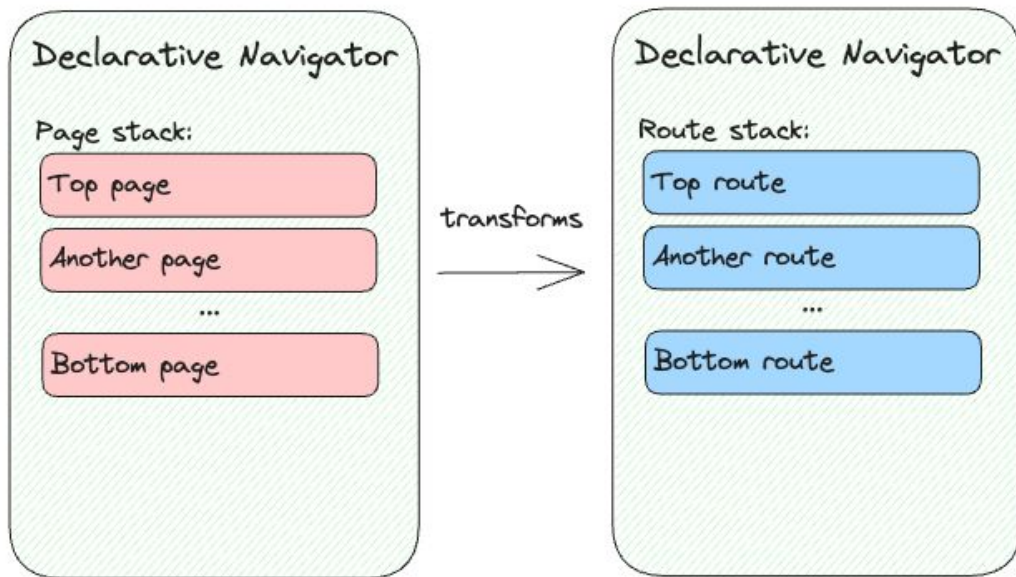 Declarative Navigator
Page stack:
Top page
Another page
...
Bottom page
transforms
Declarative Navigator
Route stack:
Top route
Another route
...
Bottom route